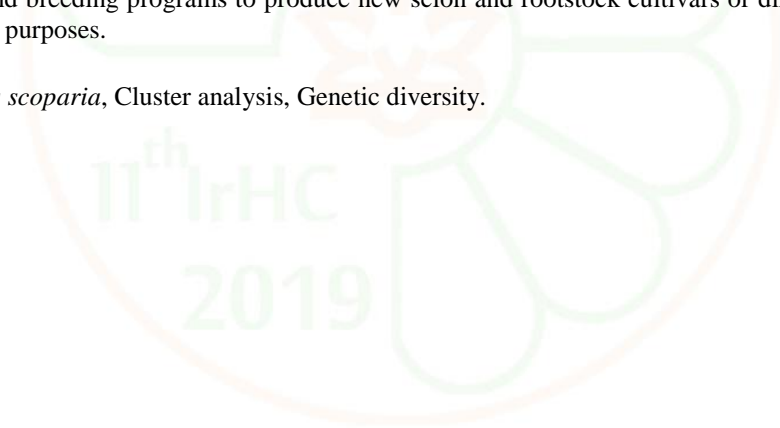 nd breeding programs to produce new scion and rootstock cultivars of di
purposes.
scoparia, Cluster analysis, Genetic diversity.
11th IrHC
2019